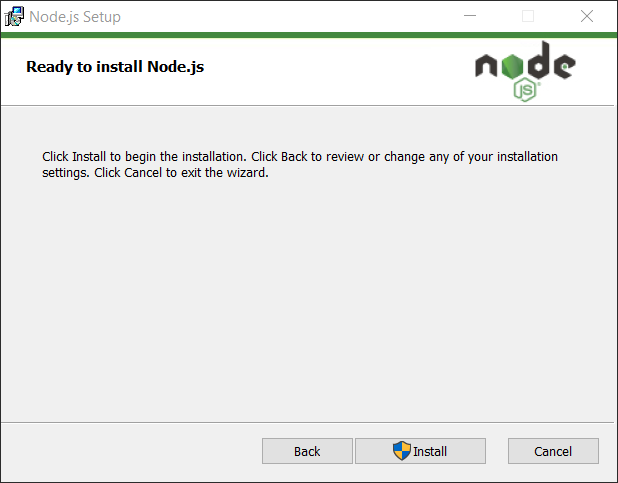 Node.js Setup
Ready to install Node.js
node
JS
Click Install to begin the installation. Click Back to review or change any of your installation
settings. Click Cancel to exit the wizard.
Back
Install
Cancel